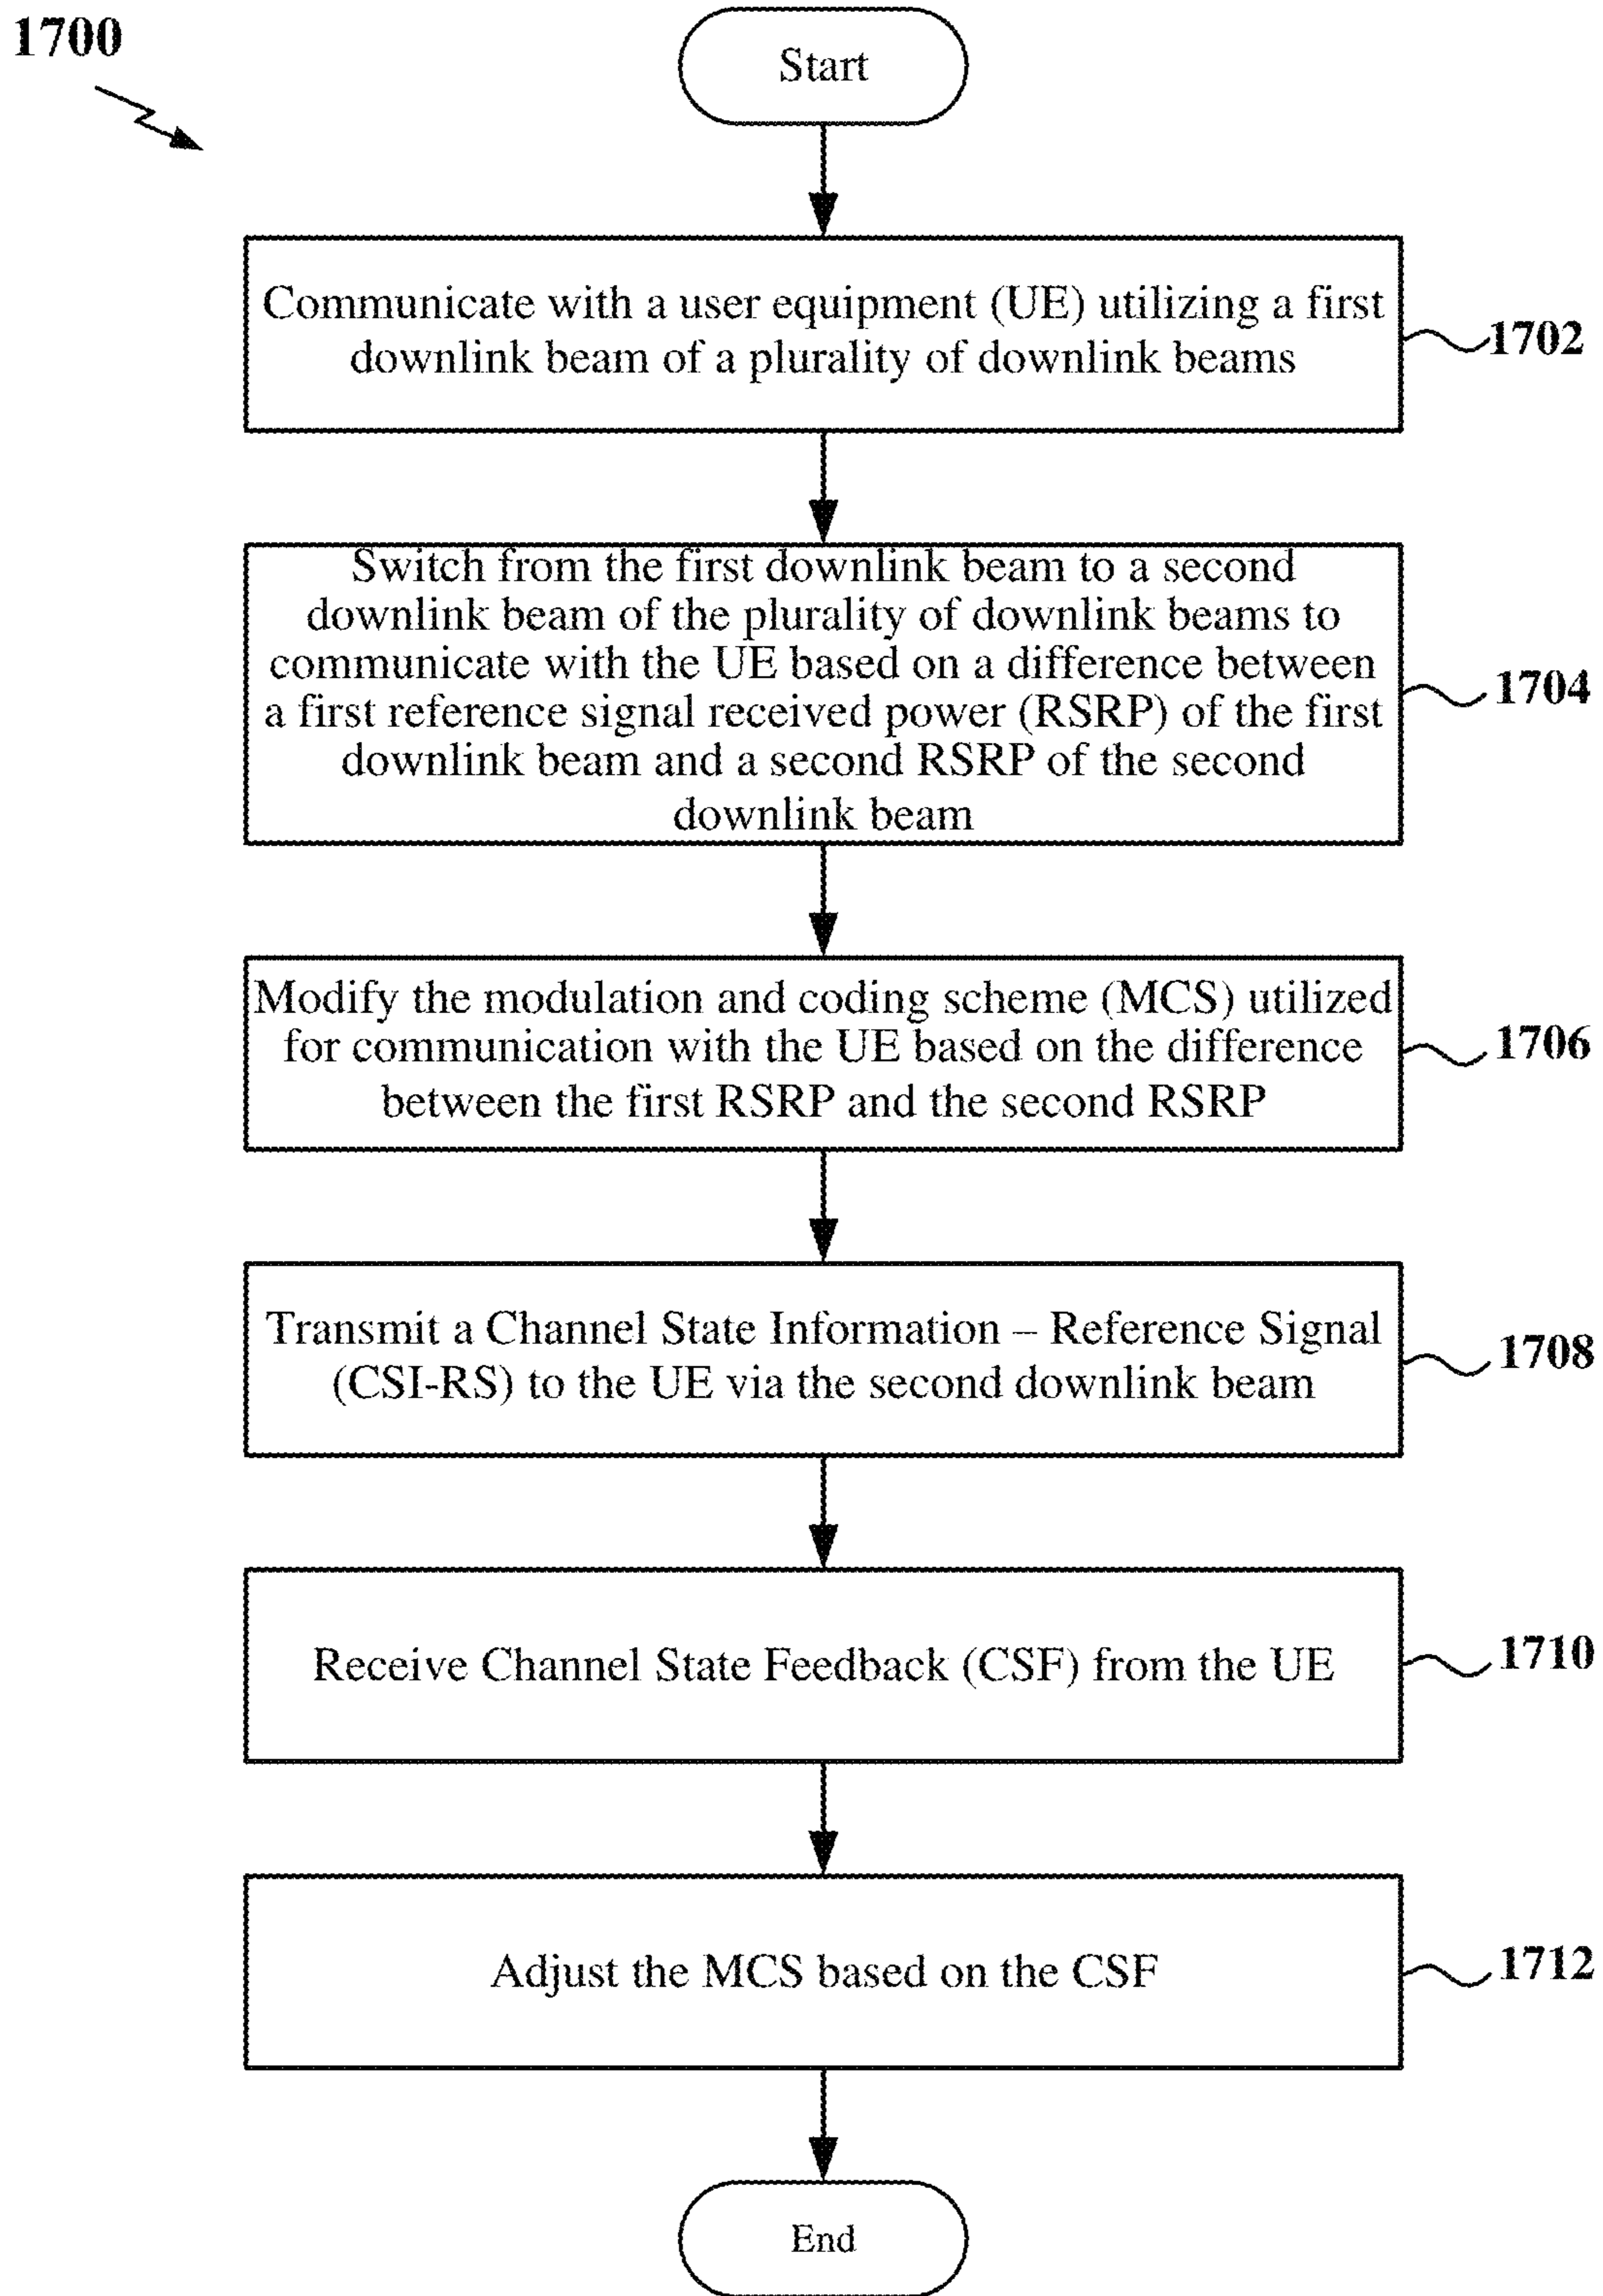 1700
Start
Communicate with a user equipment (UE) utilizing a first
downlink beam of a plurality of downlink beams
1702
Switch from the first downlink beam to a second
downlink beam of the plurality of downlink beams to
communicate with the UE based on a difference between
a first reference signal received power (RSRP) of the first
downlink beam and a second RSRP of the second
downlink beam
1704
Modify the modulation and coding scheme (MCS) utilized
for communication with the UE based on the difference
between the first RSRP and the second RSRP
1706
Transmit a Channel State Information – Reference Signal
(CSI-RS) to the UE via the second downlink beam
1708
Receive Channel State Feedback (CSF) from the UE
1710
Adjust the MCS based on the CSF
1712
End